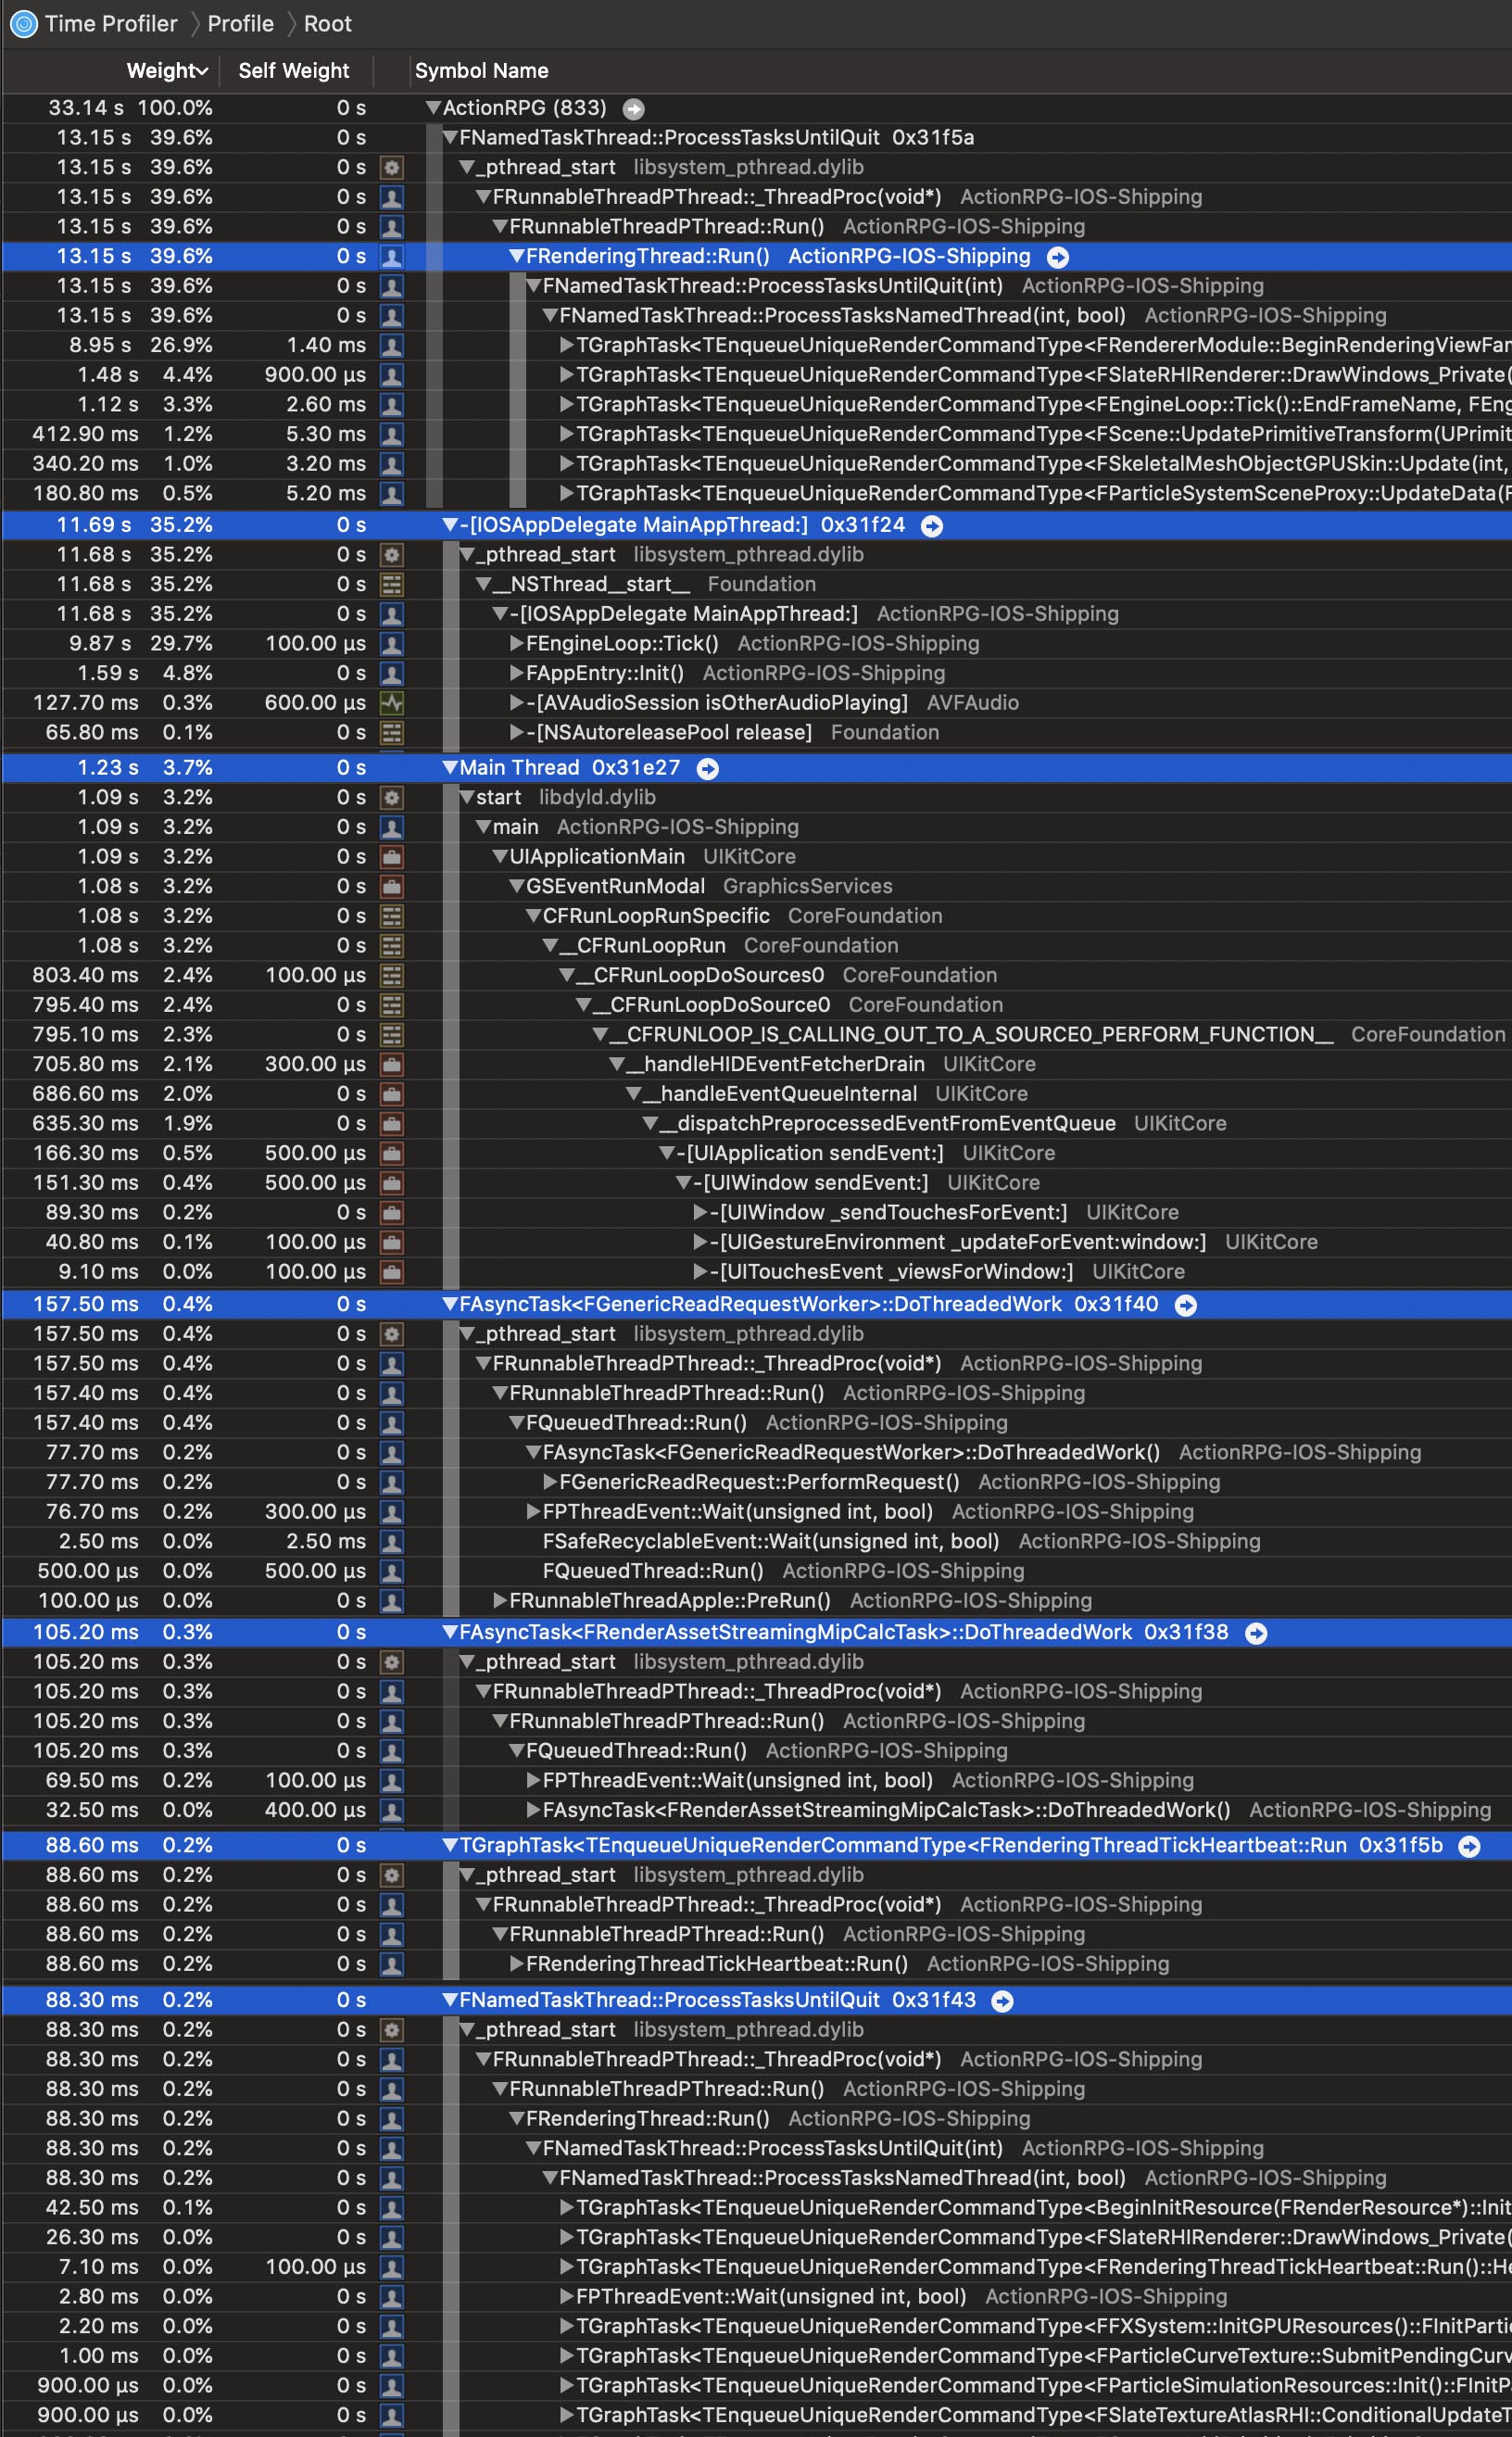 Time Profiler Profile Root
Weight Self Weight Symbol Name
33.14 s 100.0% 0 s ActionRPG (833)
13.15 s 39.6% 0 s FNamedTaskThread::ProcessTasksUntilQuit 0x31f5a
13.15 s 39.6% 0 s _pthread_start libsystem_pthread.dylib
13.15 s 39.6% 0 s FRunnableThreadPThread::_ThreadProc(void*) ActionRPG-IOS-Shipping
13.15 s 39.6% 0 s FRunnableThreadPThread::Run() ActionRPG-IOS-Shipping
13.15 s 39.6% 0 s FRenderingThread::Run() ActionRPG-IOS-Shipping
13.15 s 39.6% 0 s FNamedTaskThread::ProcessTasksUntilQuit(int) ActionRPG-IOS-Shipping
13.15 s 39.6% 0 s FNamedTaskThread::ProcessTasksNamedThread(int, bool) ActionRPG-IOS-Shipping
8.95 s 26.9% 1.40 ms TGraphTask<TEnqueueUniqueRenderCommandType<FRendererModule::BeginRenderingViewFam
1.48 s 4.4% 900.00 µs TGraphTask<TEnqueueUniqueRenderCommandType<FSlateRHIRenderer::DrawWindows_Private(
1.12 s 3.3% 2.60 ms TGraphTask<TEnqueueUniqueRenderCommandType<FEngineLoop::Tick()::EndFrameName, FEng
412.90 ms 1.2% 5.30 ms TGraphTask<TEnqueueUniqueRenderCommandType<FScene::UpdatePrimitiveTransform(UPrimit
340.20 ms 1.0% 3.20 ms TGraphTask<TEnqueueUniqueRenderCommandType<FSkeletalMeshObjectGPUSkin::Update(int,
180.80 ms 0.5% 5.20 ms TGraphTask<TEnqueueUniqueRenderCommandType<FParticleSystemSceneProxy::UpdateData(F
11.69 s 35.2% 0 s -[IOSAppDelegate MainAppThread:] 0x31f24
11.68 s 35.2% 0 s _pthread_start libsystem_pthread.dylib
11.68 s 35.2% 0 s __NSThread__start__ Foundation
11.68 s 35.2% 0 s -[IOSAppDelegate MainAppThread:] ActionRPG-IOS-Shipping
9.87 s 29.7% 100.00 µs FEngineLoop::Tick() ActionRPG-IOS-Shipping
1.59 s 4.8% 0 s FAppEntry::Init() ActionRPG-IOS-Shipping
127.70 ms 0.3% 600.00 µs -[AVAudioSession isOtherAudioPlaying] AVFAudio
65.80 ms 0.1% 0 s -[NSAutoreleasePool release] Foundation
1.23 s 3.7% 0 s Main Thread 0x31e27
1.09 s 3.2% 0 s start libdyld.dylib
1.09 s 3.2% 0 s main ActionRPG-IOS-Shipping
1.09 s 3.2% 0 s UIApplicationMain UIKitCore
1.08 s 3.2% 0 s GSEventRunModal GraphicsServices
1.08 s 3.2% 0 s CFRunLoopRunSpecific CoreFoundation
1.08 s 3.2% 0 s __CFRunLoopRun CoreFoundation
803.40 ms 2.4% 100.00 µs __CFRunLoopDoSources0 CoreFoundation
795.40 ms 2.4% 0 s __CFRunLoopDoSource0 CoreFoundation
795.10 ms 2.3% 0 s __CFRUNLOOP_IS_CALLING_OUT_TO_A_SOURCE0_PERFORM_FUNCTION__ CoreFoundation
705.80 ms 2.1% 300.00 µs __handleHIDEventFetcherDrain UIKitCore
686.60 ms 2.0% 0 s __handleEventQueueInternal UIKitCore
635.30 ms 1.9% 0 s __dispatchPreprocessedEventFromEventQueue UIKitCore
166.30 ms 0.5% 500.00 µs -[UIApplication sendEvent:] UIKitCore
151.30 ms 0.4% 500.00 µs -[UIWindow sendEvent:] UIKitCore
89.30 ms 0.2% 0 s -[UIWindow _sendTouchesForEvent:] UIKitCore
40.80 ms 0.1% 100.00 µs -[UIGestureEnvironment _updateForEvent:window:] UIKitCore
9.10 ms 0.0% 100.00 µs -[UITouchesEvent _viewsForWindow:] UIKitCore
157.50 ms 0.4% 0 s FAsyncTask<FGenericReadRequestWorker>::DoThreadedWork 0x31f40
157.50 ms 0.4% 0 s _pthread_start libsystem_pthread.dylib
157.50 ms 0.4% 0 s FRunnableThreadPThread::_ThreadProc(void*) ActionRPG-IOS-Shipping
157.40 ms 0.4% 0 s FRunnableThreadPThread::Run() ActionRPG-IOS-Shipping
157.40 ms 0.4% 0 s FQueuedThread::Run() ActionRPG-IOS-Shipping
77.70 ms 0.2% 0 s FAsyncTask<FGenericReadRequestWorker>::DoThreadedWork() ActionRPG-IOS-Shipping
77.70 ms 0.2% 0 s FGenericReadRequest::PerformRequest() ActionRPG-IOS-Shipping
76.70 ms 0.2% 300.00 µs FPThreadEvent::Wait(unsigned int, bool) ActionRPG-IOS-Shipping
2.50 ms 0.0% 2.50 ms FSafeRecyclableEvent::Wait(unsigned int, bool) ActionRPG-IOS-Shipping
500.00 µs 0.0% 500.00 µs FQueuedThread::Run() ActionRPG-IOS-Shipping
100.00 µs 0.0% 0 s FRunnableThreadApple::PreRun() ActionRPG-IOS-Shipping
105.20 ms 0.3% 0 s FAsyncTask<FRenderAssetStreamingMipCalcTask>::DoThreadedWork 0x31f38
105.20 ms 0.3% 0 s _pthread_start libsystem_pthread.dylib
105.20 ms 0.3% 0 s FRunnableThreadPThread::_ThreadProc(void*) ActionRPG-IOS-Shipping
105.20 ms 0.3% 0 s FRunnableThreadPThread::Run() ActionRPG-IOS-Shipping
105.20 ms 0.3% 0 s FQueuedThread::Run() ActionRPG-IOS-Shipping
69.50 ms 0.2% 100.00 µs FPThreadEvent::Wait(unsigned int, bool) ActionRPG-IOS-Shipping
32.50 ms 0.0% 400.00 µs FAsyncTask<FRenderAssetStreamingMipCalcTask>::DoThreadedWork() ActionRPG-IOS-Shipping
88.60 ms 0.2% 0 s TGraphTask<TEnqueueUniqueRenderCommandType<FRenderingThreadTickHeartbeat::Run 0x31f5b
88.60 ms 0.2% 0 s _pthread_start libsystem_pthread.dylib
88.60 ms 0.2% 0 s FRunnableThreadPThread::_ThreadProc(void*) ActionRPG-IOS-Shipping
88.60 ms 0.2% 0 s FRunnableThreadPThread::Run() ActionRPG-IOS-Shipping
88.60 ms 0.2% 0 s FRenderingThreadTickHeartbeat::Run() ActionRPG-IOS-Shipping
88.30 ms 0.2% 0 s FNamedTaskThread::ProcessTasksUntilQuit 0x31f43
88.30 ms 0.2% 0 s _pthread_start libsystem_pthread.dylib
88.30 ms 0.2% 0 s FRunnableThreadPThread::_ThreadProc(void*) ActionRPG-IOS-Shipping
88.30 ms 0.2% 0 s FRunnableThreadPThread::Run() ActionRPG-IOS-Shipping
88.30 ms 0.2% 0 s FRenderingThread::Run() ActionRPG-IOS-Shipping
88.30 ms 0.2% 0 s FNamedTaskThread::ProcessTasksUntilQuit(int) ActionRPG-IOS-Shipping
88.30 ms 0.2% 0 s FNamedTaskThread::ProcessTasksNamedThread(int, bool) ActionRPG-IOS-Shipping
42.50 ms 0.1% 0 s TGraphTask<TEnqueueUniqueRenderCommandType<BeginInitResource(FRenderResource*)::Init
26.30 ms 0.0% 0 s TGraphTask<TEnqueueUniqueRenderCommandType<FSlateRHIRenderer::DrawWindows_Private(
7.10 ms 0.0% 100.00 µs TGraphTask<TEnqueueUniqueRenderCommandType<FRenderingThreadTickHeartbeat::Run()::He
2.80 ms 0.0% 0 s FPThreadEvent::Wait(unsigned int, bool) ActionRPG-IOS-Shipping
2.20 ms 0.0% 0 s TGraphTask<TEnqueueUniqueRenderCommandType<FFXSystem::InitGPUResources()::FInitPartic
1.00 ms 0.0% 0 s TGraphTask<TEnqueueUniqueRenderCommandType<FParticleCurveTexture::SubmitPendingCurv
900.00 µs 0.0% 0 s TGraphTask<TEnqueueUniqueRenderCommandType<FParticleSimulationResources::Init()::FInitP
900.00 µs 0.0% 0 s TGraphTask<TEnqueueUniqueRenderCommandType<FSlateTextureAtlasRHI::ConditionalUpdateT